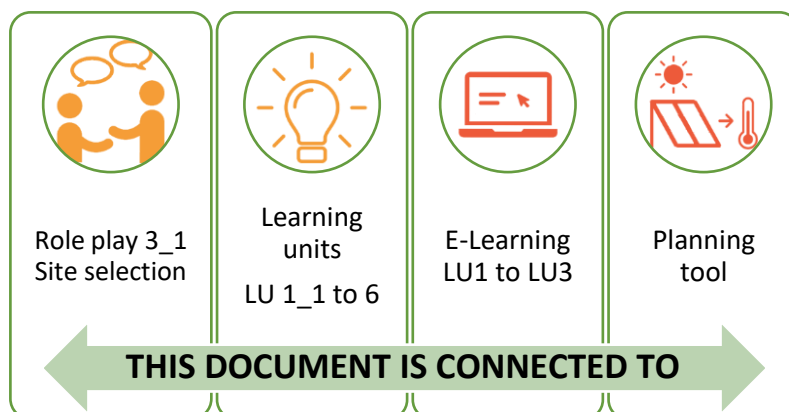 Role play 3_1
Site selection
Learning
units
LU 1_1 to 6
E-Learning
LU1 to LU3
Planning
tool
THIS DOCUMENT IS CONNECTED TO